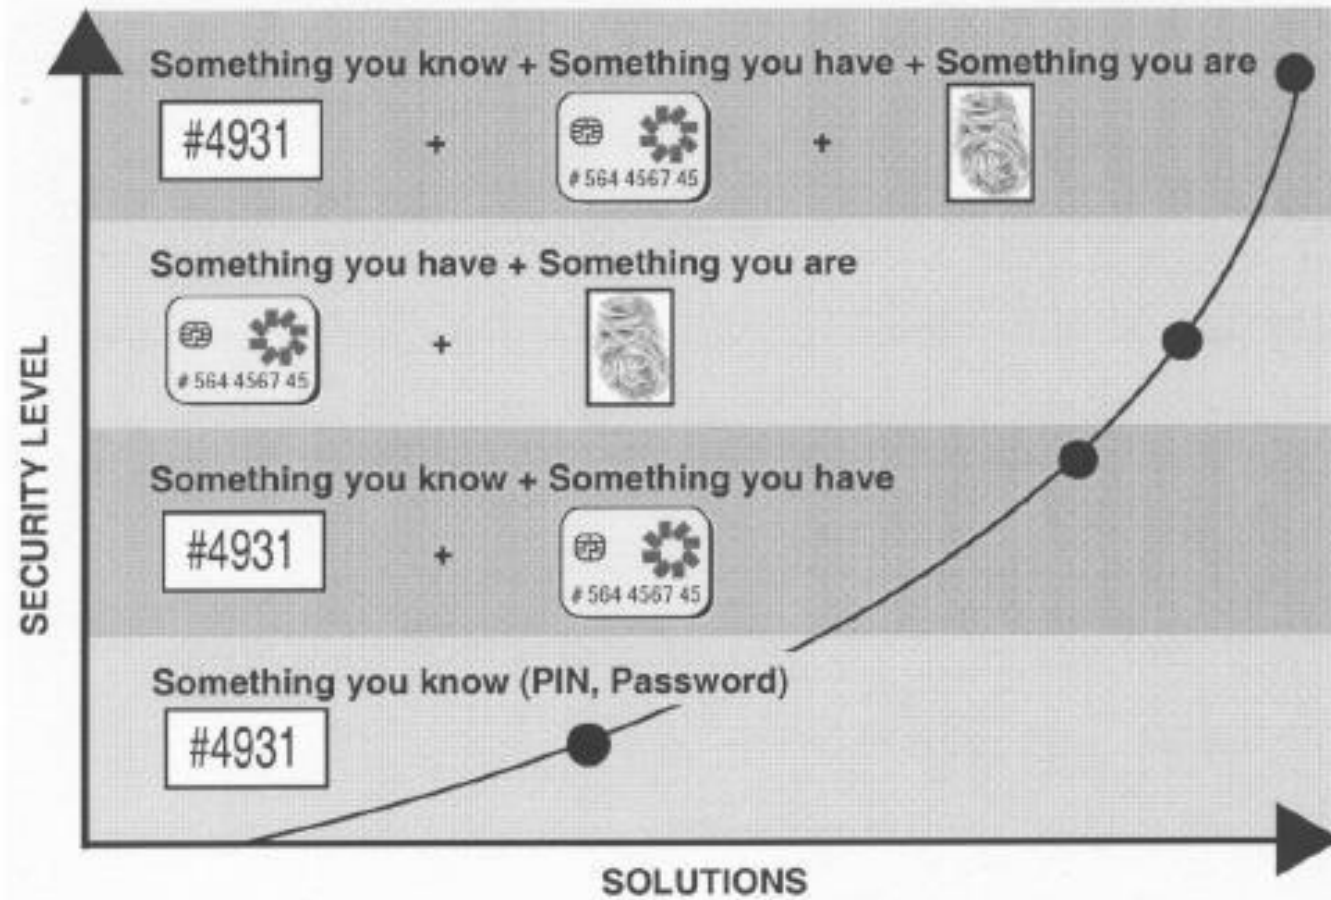 Something you know + Something you have + Something you are
#4931 + # 564 4567 45 +
Something you have + Something you are
# 564 4567 45 +
Something you know + Something you have
#4931 + # 564 4567 45
Something you know (PIN, Password)
#4931
SECURITY LEVEL
SOLUTIONS